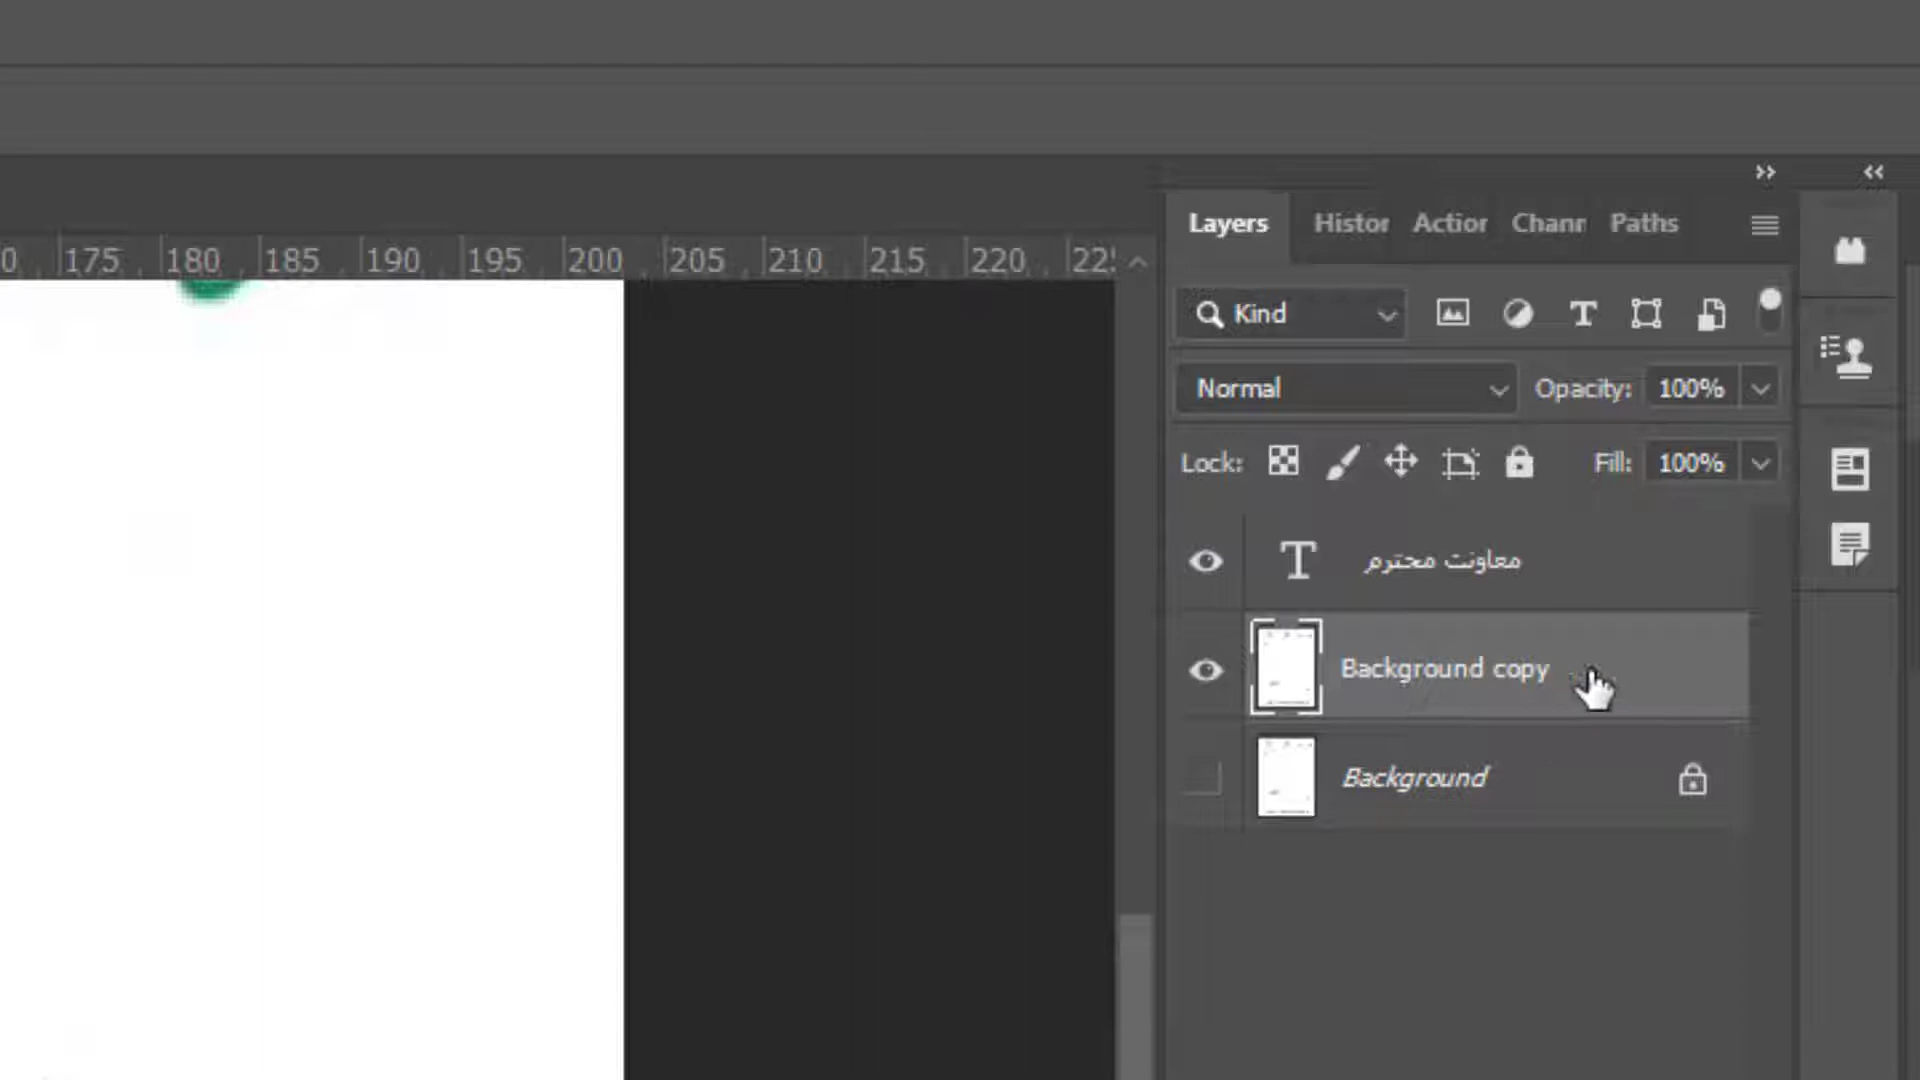 Layers Histor Actior Chanr Paths
0 175 180 185 190 195 200 205 210 215 220 22
Kind
Normal Opacity: 100%
Lock: Fill: 100%
معاونت محترم
Background copy
Background